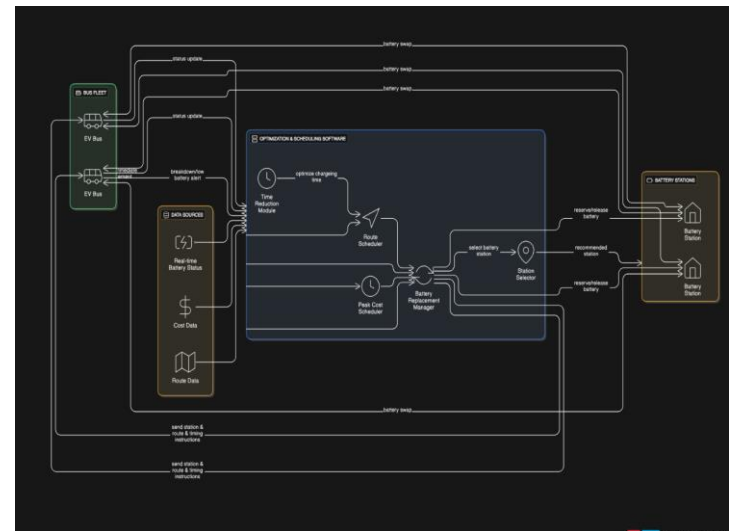 battery swap
status update
battery swap
BUS FLEET
battery swap
EV Bus
status update
OPTIMIZATION & SCHEDULING SOFTWARE
breakdown/low
battery alert
optimize chargeing
time
EV Bus
BATTERY STATIONS
Time
Reduction
Module
DATA SOURCES
reserve/release
battery
Route
Scheduler
Battery
Station
Real-time
Battery Status
select battery
station
recommended
station
Station
Selector
reserve/release
battery
Peak Cost
Scheduler
Battery
Replacement
Manager
Battery
Station
Cost Data
Route Data
battery swap
send station &
route & timing
instructions
send station &
route & timing
instructions